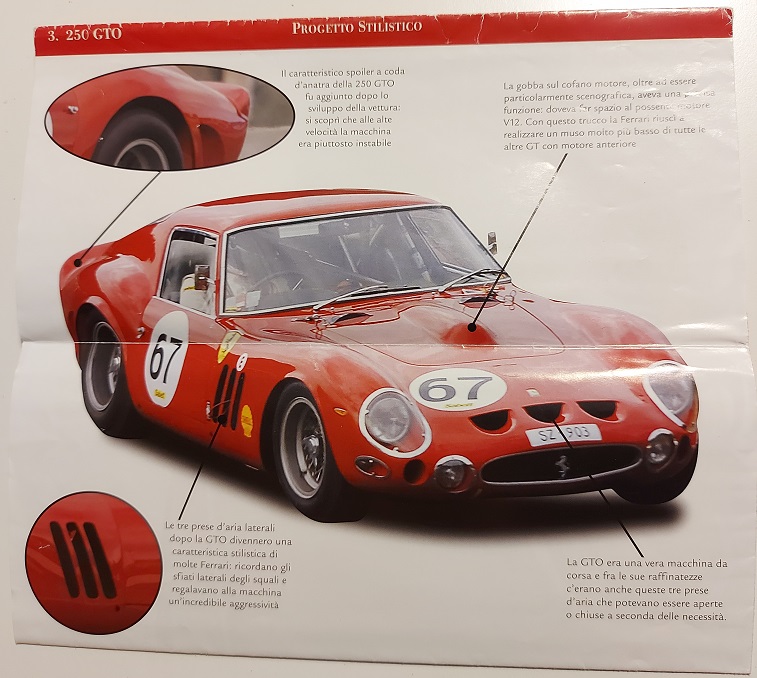 3. 250 GTO
PROGETTO STILISTICO
Il caratteristico spoiler a coda
d'anatra della 250 GTO
fu aggiunto dopo lo
sviluppo della vettura:
si scoprì che alle alte
velocità la macchina
era piuttosto instabile
La gobba sul cofano motore, oltre ad essere
particolarmente scenografica, aveva una
funzione: doveva far spazio al possente motore
V12. Con questo trucco la Ferrari riuscì a
realizzare un muso molto più basso di tutte le
altre GT con motore anteriore
67
67
SZ 903
Le tre prese d'aria laterali
dopo la GTO divennero una
caratteristica stilistica di
molte Ferrari: ricordano gli
sfiati laterali degli squali e
regalavano alla macchina
un'incredibile aggressività
La GTO era una vera macchina da
corsa e fra le sue raffinatezze
c'erano anche queste tre prese
d'aria che potevano essere aperte
o chiuse a seconda delle necessità.